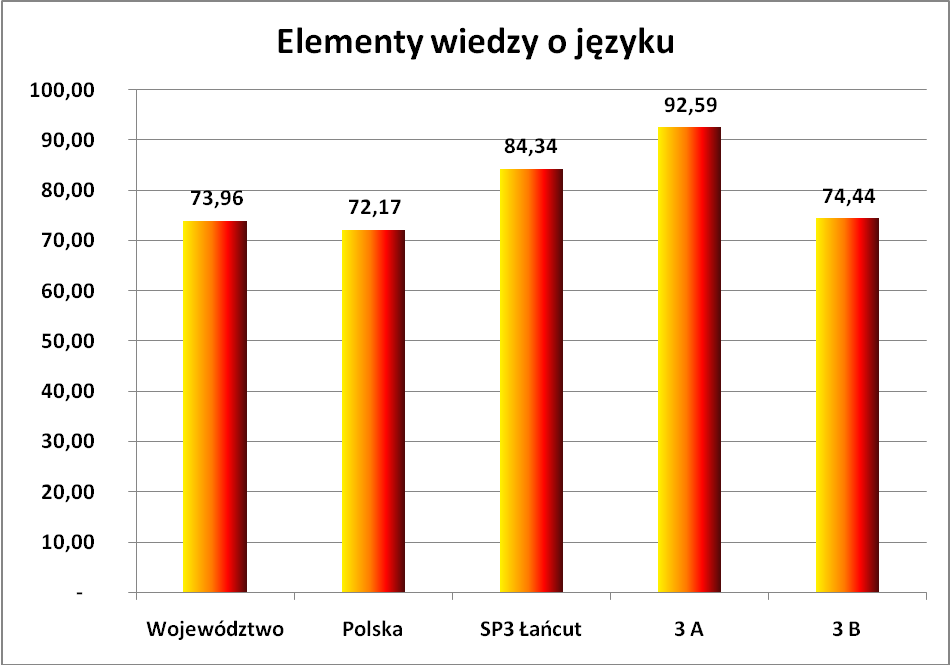 Elementy wiedzy o języku
100,00
90,00
80,00
70,00
60,00
50,00
40,00
30,00
20,00
10,00
-
73,96
72,17
84,34
92,59
74,44
Województwo
Polska
SP3 Łańcut
3 A
3 B